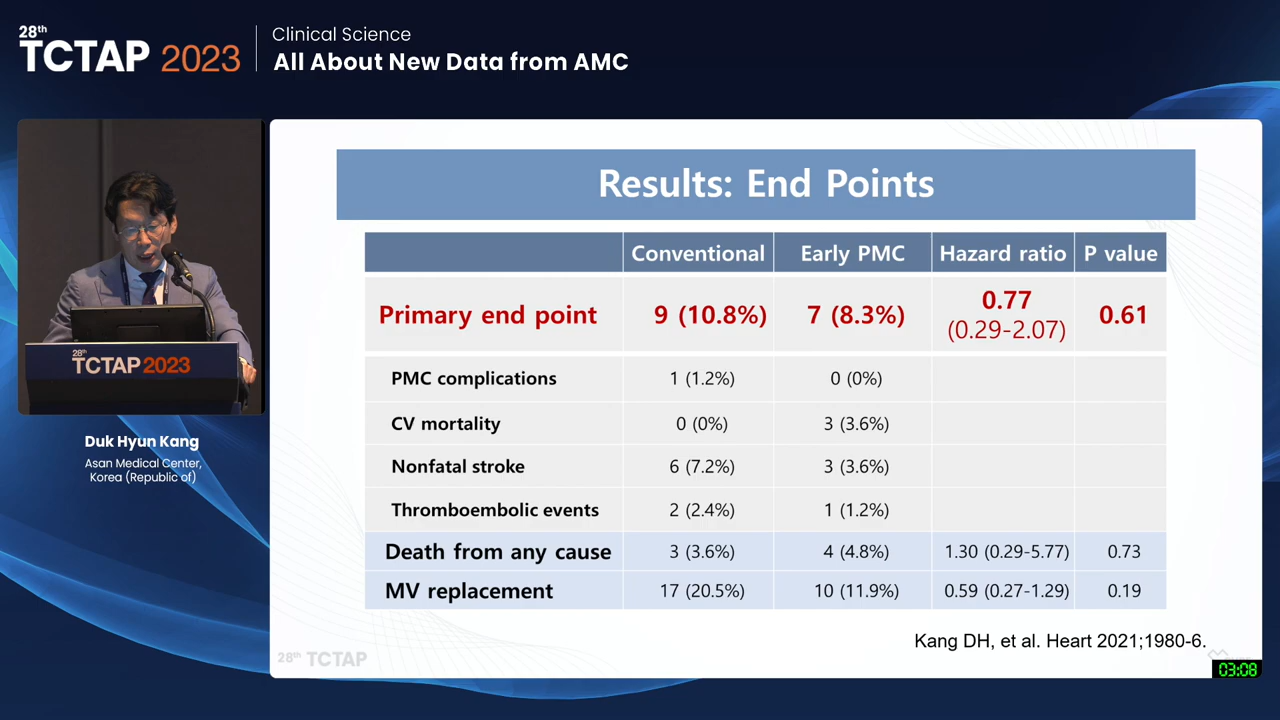 28th
TCTAP 2023
Clinical Science
All About New Data from AMC
28th
TCTAP 2023
Duk Hyun Kang
Asan Medical Center,
Korea (Republic of)
Results: End Points
Conventional Early PMC Hazard ratio P value
Primary end point 9 (10.8%) 7 (8.3%) 0.77 (0.29-2.07) 0.61
PMC complications 1 (1.2%) 0 (0%)
CV mortality 0 (0%) 3 (3.6%)
Nonfatal stroke 6 (7.2%) 3 (3.6%)
Thromboembolic events 2 (2.4%) 1 (1.2%)
Death from any cause 3 (3.6%) 4 (4.8%) 1.30 (0.29-5.77) 0.73
MV replacement 17 (20.5%) 10 (11.9%) 0.59 (0.27-1.29) 0.19
Kang DH, et al. Heart 2021;1980-6.
28th TCTAP
03:08